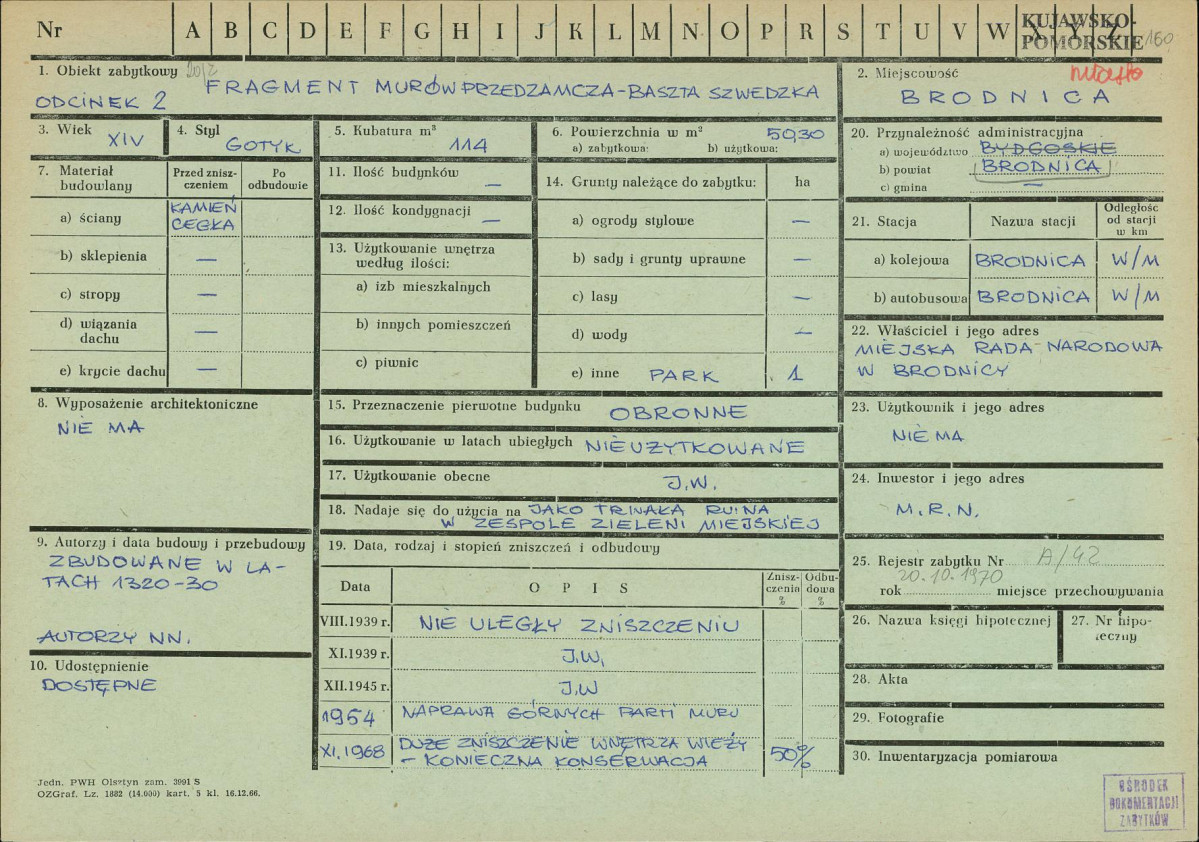 Nr A B C D E F G H I J K L M N O P R S T U V W X Y Z
KUJAWSKO-
POMORSKIE 160
1. Obiekt zabytkowy FRAGMENT MURÓW PRZEDZAMCZA-BASZTA SZWEDZKA
ODCINEK 2
2. Miejscowość miasto
BRODNICA
3. Wiek XIV
4. Styl GOTYK
5. Kubatura m³ 114
6. Powierzchnia w m² 50,30
a) zabytkowa: b) użytkowa:
7. Materiał budowlany
Przed zniszczeniem
Po odbudowie
a) ściany KAMIEŃ
CEGŁA
b) sklepienia —
c) stropy —
d) wiązania dachu —
e) krycie dachu —
8. Wyposażenie architektoniczne
NIE MA
9. Autorzy i data budowy i przebudowy
ZBUDOWANE W LA-
TACH 1320-30
AUTORZY NN.
10. Udostępnienie
DOSTĘPNE
11. Ilość budynków —
12. Ilość kondygnacji —
13. Użytkowanie wnętrza
według ilości:
a) izb mieszkalnych
b) innych pomieszczeń
c) piwnic
14. Grunty należące do zabytku: ha
a) ogrody stylowe —
b) sady i grunty uprawne —
c) lasy —
d) wody —
e) inne PARK 1
15. Przeznaczenie pierwotne budynku OBRONNE
16. Użytkowanie w latach ubiegłych NIEUŻYTKOWANE
17. Użytkowanie obecne J.W.
18. Nadaje się do użycia na JAKO TRWAŁA RUINA
W ZESPOLE ZIELENI MIEJSKIEJ
19. Data, rodzaj i stopień zniszczeń i odbudowy
Data OPIS Zniszczenia % Odbudowa %
VIII.1939 r. NIE ULEGŁY ZNISZCZENIU
XI.1939 r. J.W.
XII.1945 r. J.W
1954 NAPRAWA GÓRNYCH PARTI MURU
XI.1968 DUŻE ZNISZCZENIE WNĘTRZA WIEŻY
– KONIECZNA KONSERWACJA 50%
20. Przynależność administracyjna
a) województwo BYDGOSKIE
b) powiat BRODNICA
c) gmina —
21. Stacja Nazwa stacji Odległość od stacji w km
a) kolejowa BRODNICA W/M
b) autobusowa BRODNICA W/M
22. Właściciel i jego adres
MIEJSKA RADA NARODOWA
W BRODNICY
23. Użytkownik i jego adres
NIE MA
24. Inwestor i jego adres
M.R.N.
25. Rejestr zabytku Nr A/42
20.10.1970
rok miejsce przechowywania
26. Nazwa księgi hipotecznej
27. Nr hipoteczny
28. Akta
29. Fotografie
30. Inwentaryzacja pomiarowa
Jedn. PWH Olsztyn zam. 3991 S
OZGraf. Lz. 1882 (14.000) kart. 5 kl. 16.12.66.
OŚRODEK
DOKUMENTACJI
ZABYTKÓW